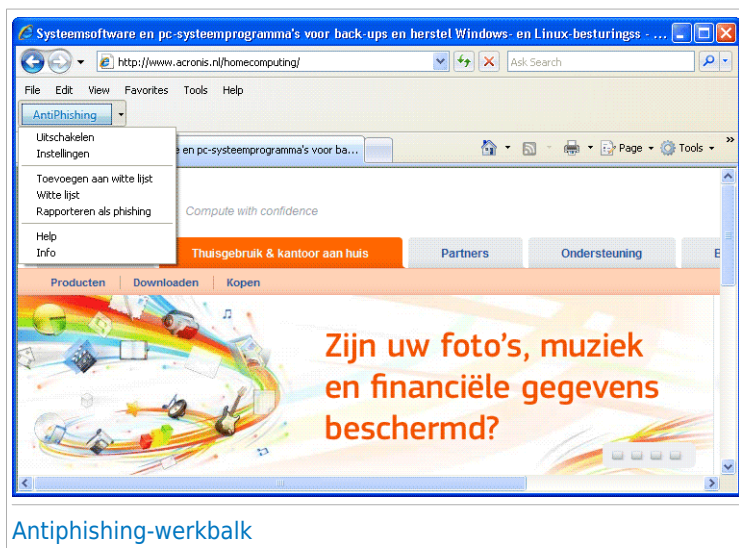 Systeemsoftware en pc-systeemprogramma's voor back-ups en herstel Windows- en Linux-besturingss - ...
http://www.acronis.nl/homecomputing/
Ask Search
File Edit View Favorites Tools Help
AntiPhishing
Uitschakelen
Instellingen
Toevoegen aan witte lijst
Witte lijst
Rapporteren als phishing
Help
Info
en pc-systeemprogramma's voor ba...
Page Tools »
Compute with confidence
Thuisgebruik & kantoor aan huis Partners Ondersteuning
Producten Downloaden Kopen
Zijn uw foto's, muziek
en financiële gegevens
beschermd?
Antiphishing-werkbalk